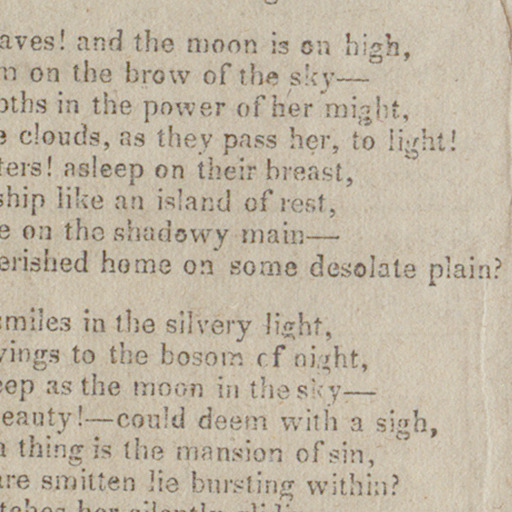 aves! and the moon is on high,
n on the brow of the sky—
oths in the power of her might,
e clouds, as they pass her, to light!
ters! asleep on their breast,
ship like an island of rest,
e on the shadowy main—
erished home on some desolate plain?
smiles in the silvery light,
vings to the bosom of night,
eep as the moon in the sky—
eauty!—could deem with a sigh,
thing is the mansion of sin,
are smitten lie bursting within?
her silently